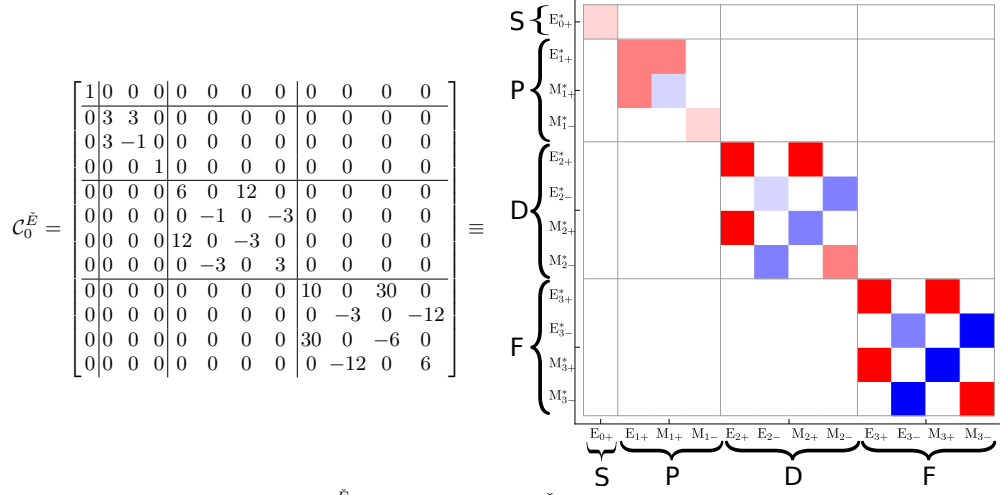 C₀^Ě = [matrix] ≡
1 0 0 0 0 0 0 0 0 0 0 0
0 3 3 0 0 0 0 0 0 0 0 0
0 3 −1 0 0 0 0 0 0 0 0 0
0 0 0 1 0 0 0 0 0 0 0 0
0 0 0 0 6 0 12 0 0 0 0 0
0 0 0 0 0 −1 0 −3 0 0 0 0
0 0 0 0 12 0 −3 0 0 0 0 0
0 0 0 0 0 −3 0 3 0 0 0 0
0 0 0 0 0 0 0 0 10 0 30 0
0 0 0 0 0 0 0 0 0 −3 0 −12
0 0 0 0 0 0 0 0 30 0 −6 0
0 0 0 0 0 0 0 0 0 −12 0 6
S { E*₀₊
P { E*₁₊
M*₁₊
M*₁₋
D { E*₂₊
E*₂₋
M*₂₊
M*₂₋
F { E*₃₊
E*₃₋
M*₃₊
M*₃₋
E₀₊ E₁₊ M₁₊ M₁₋ E₂₊ E₂₋ M₂₊ M₂₋ E₃₊ E₃₋ M₃₊ M₃₋
S P D F